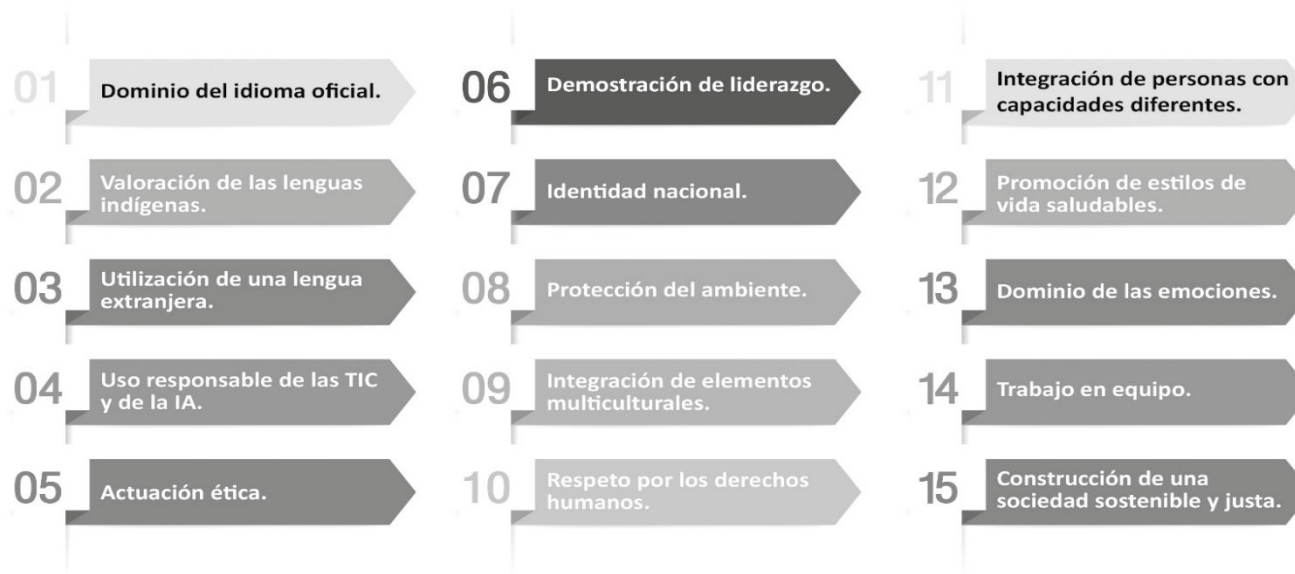 01
Dominio del idioma oficial.
02
Valoración de las lenguas
indígenas.
03
Utilización de una lengua
extranjera.
04
Uso responsable de las TIC
y de la IA.
05
Actuación ética.
06
Demostración de liderazgo.
07
Identidad nacional.
08
Protección del ambiente.
09
Integración de elementos
multiculturales.
10
Respeto por los derechos
humanos.
11
Integración de personas con
capacidades diferentes.
12
Promoción de estilos de
vida saludables.
13
Dominio de las emociones.
14
Trabajo en equipo.
15
Construcción de una
sociedad sostenible y justa.